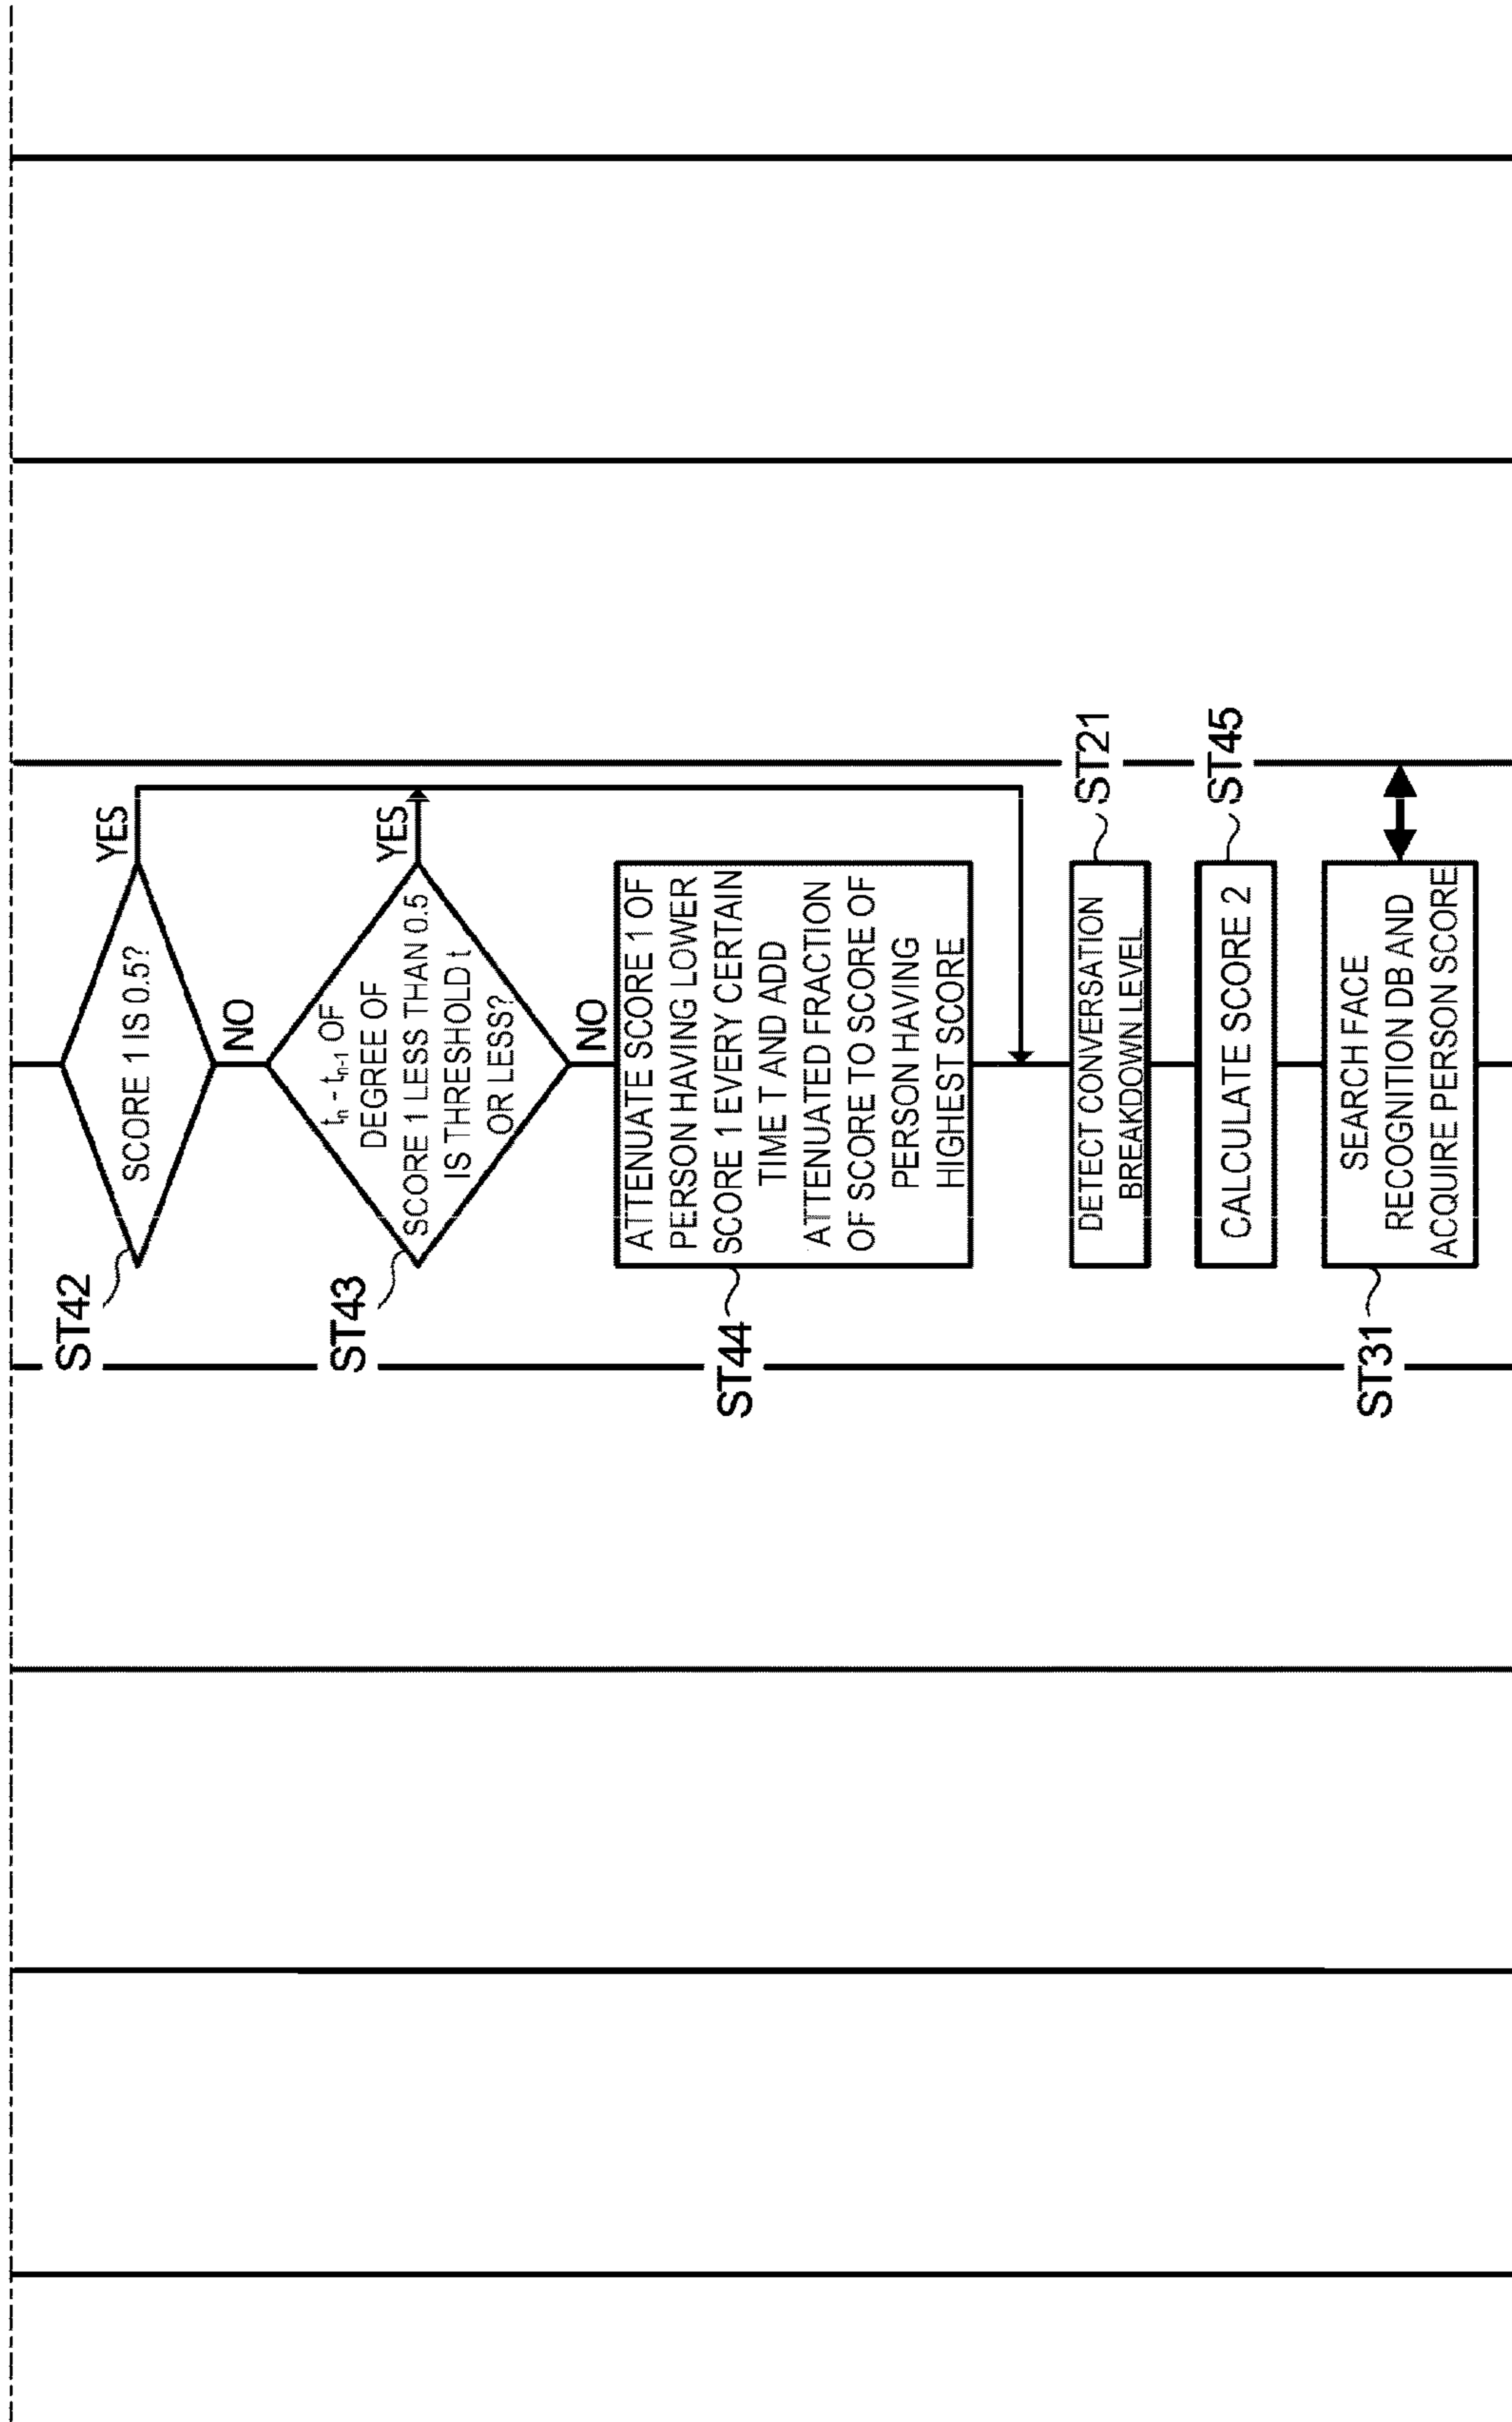 ST42
SCORE 1 IS 0.5?
YES
NO
ST43
tn - tn-1 OF
DEGREE OF
SCORE 1 LESS THAN 0.5
IS THRESHOLD t
OR LESS?
YES
NO
ST44
ATTENUATE SCORE 1 OF
PERSON HAVING LOWER
SCORE 1 EVERY CERTAIN
TIME T AND ADD
ATTENUATED FRACTION
OF SCORE TO SCORE OF
PERSON HAVING
HIGHEST SCORE
DETECT CONVERSATION
BREAKDOWN LEVEL
ST21
CALCULATE SCORE 2
ST45
ST31
SEARCH FACE
RECOGNITION DB AND
ACQUIRE PERSON SCORE